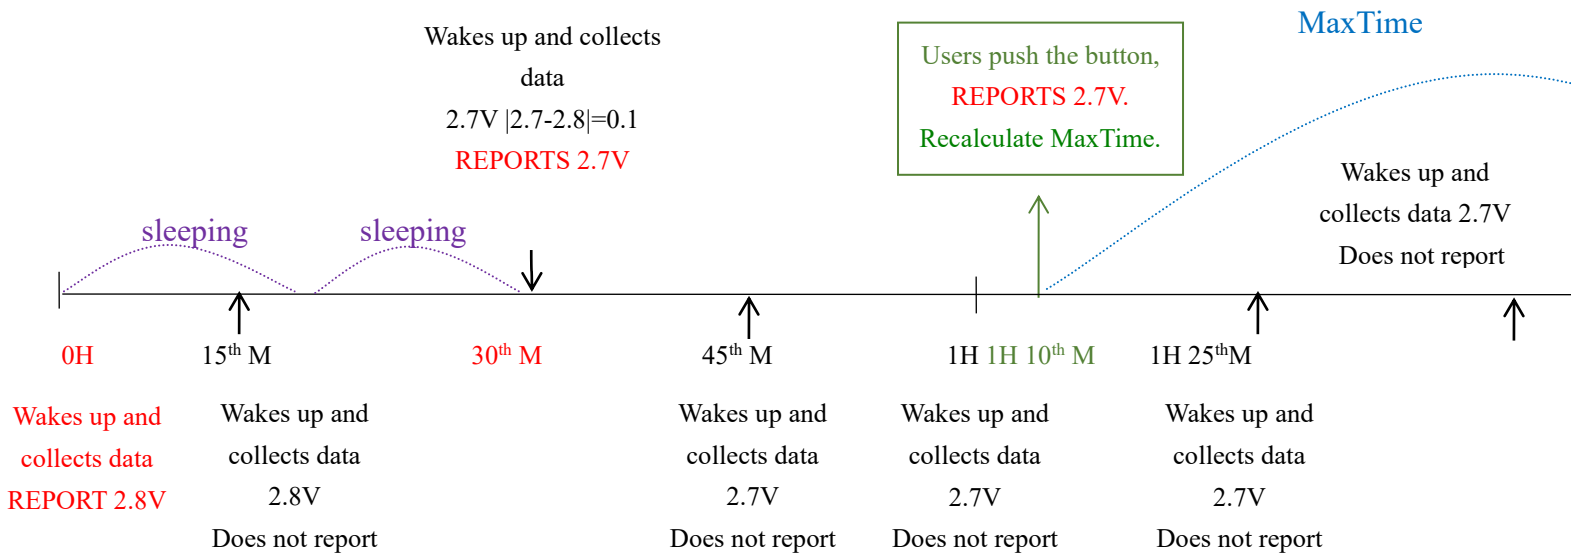 MaxTime
Wakes up and collects
data
2.7V |2.7-2.8|=0.1
REPORTS 2.7V
Users push the button,
REPORTS 2.7V.
Recalculate MaxTime.
Wakes up and
collects data 2.7V
Does not report
sleeping
sleeping
0H
15th M
30th M
45th M
1H
1H 10th M
1H 25thM
Wakes up and
collects data
REPORT 2.8V
Wakes up and
collects data
2.8V
Does not report
Wakes up and
collects data
2.7V
Does not report
Wakes up and
collects data
2.7V
Does not report
Wakes up and
collects data
2.7V
Does not report